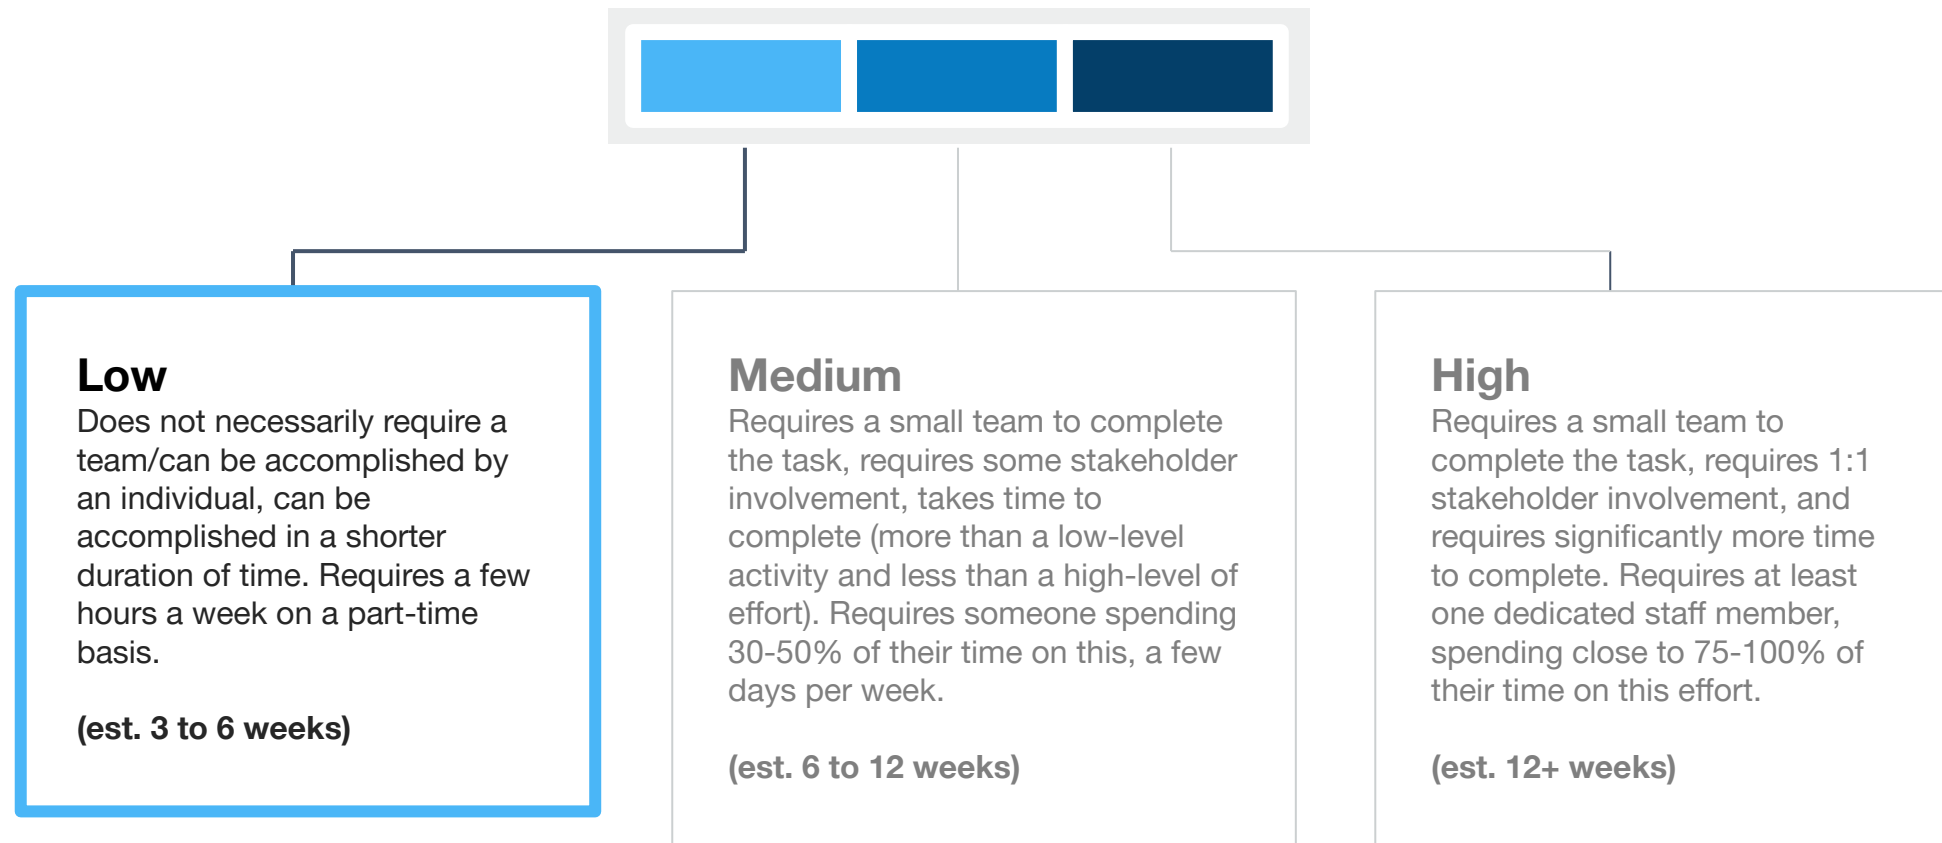 Low
Does not necessarily require a
team/can be accomplished by
an individual, can be
accomplished in a shorter
duration of time. Requires a few
hours a week on a part-time
basis.
(est. 3 to 6 weeks)
Medium
Requires a small team to complete
the task, requires some stakeholder
involvement, takes time to
complete (more than a low-level
activity and less than a high-level of
effort). Requires someone spending
30-50% of their time on this, a few
days per week.
(est. 6 to 12 weeks)
High
Requires a small team to
complete the task, requires 1:1
stakeholder involvement, and
requires significantly more time
to complete. Requires at least
one dedicated staff member,
spending close to 75-100% of
their time on this effort.
(est. 12+ weeks)